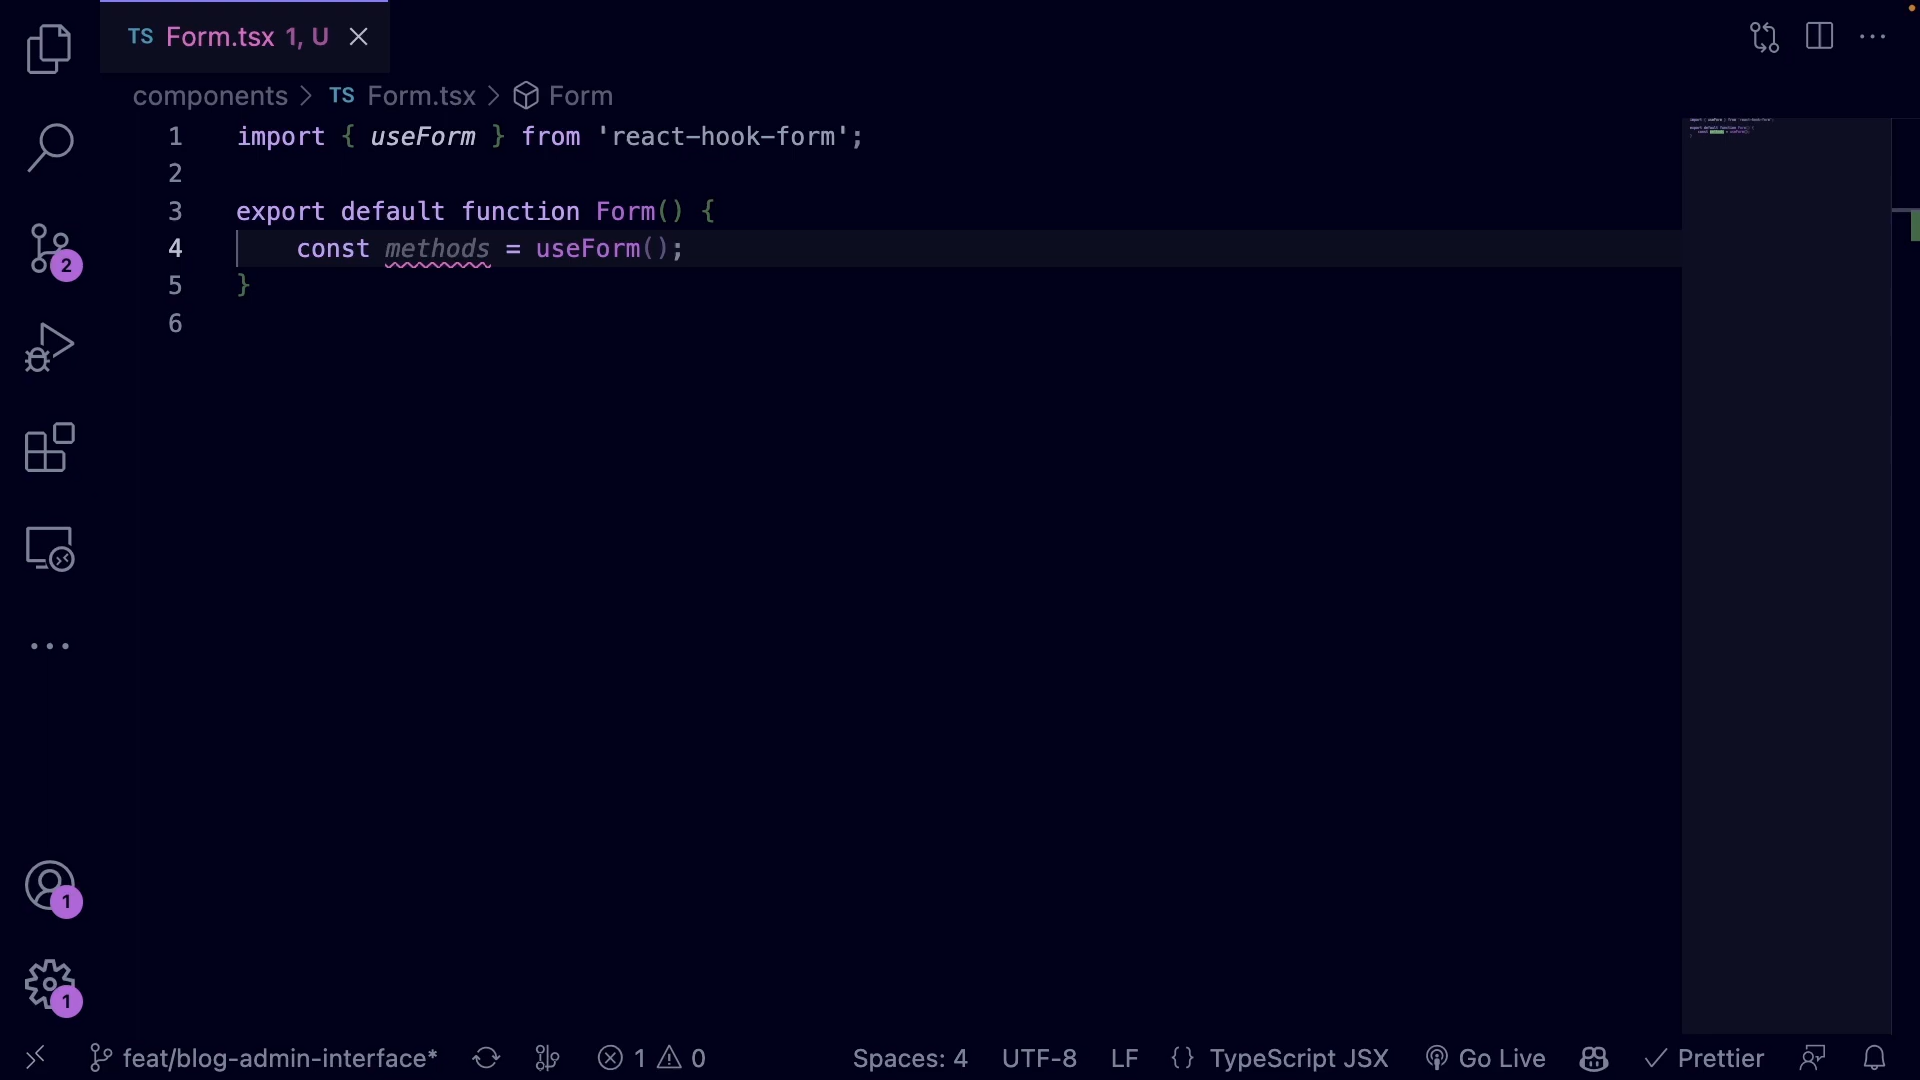 TS Form.tsx 1, U
components > TS Form.tsx > Form
1 import { useForm } from 'react-hook-form';
2
3 export default function Form() {
4 const methods = useForm();
5 }
6
2
1
1
feat/blog-admin-interface* 1 0 Spaces: 4 UTF-8 LF {} TypeScript JSX Go Live Prettier